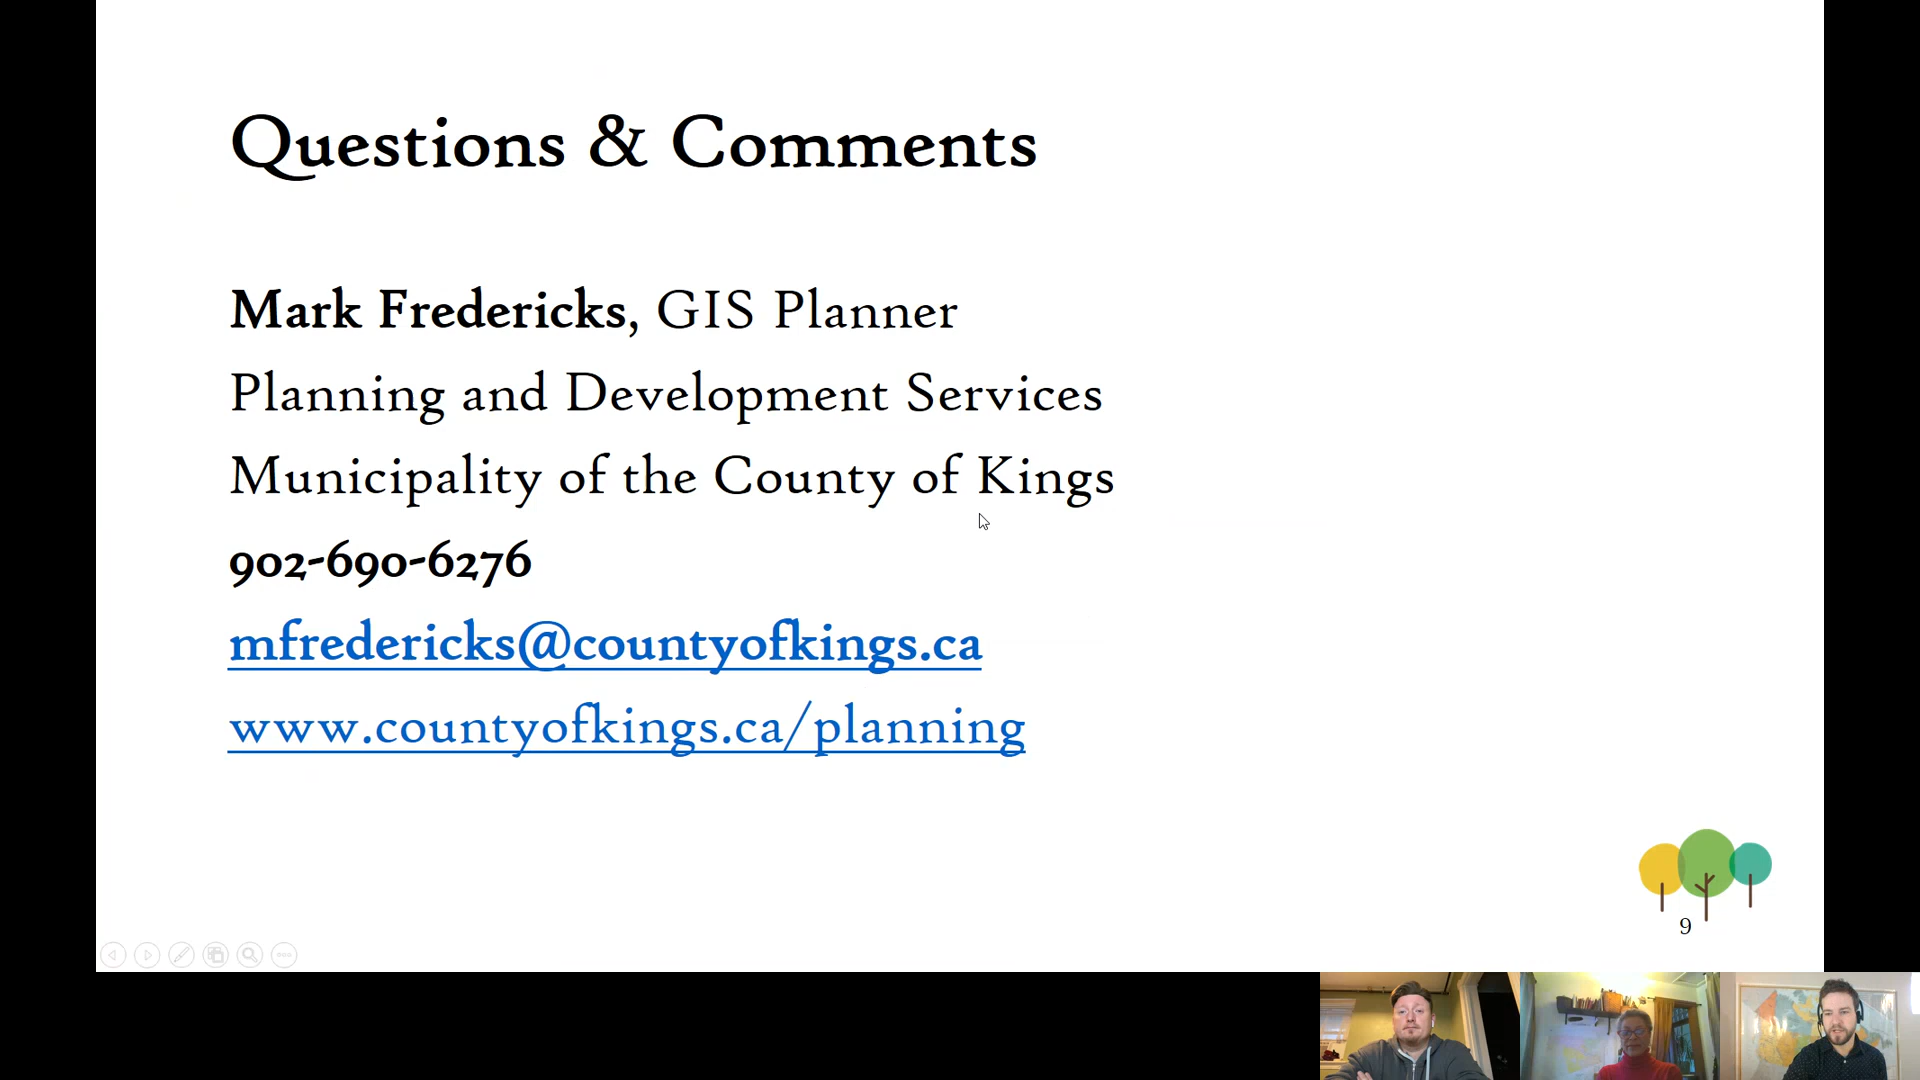 Questions & Comments
Mark Fredericks, GIS Planner
Planning and Development Services
Municipality of the County of Kings
902-690-6276
mfredericks@countyofkings.ca
www.countyofkings.ca/planning
9